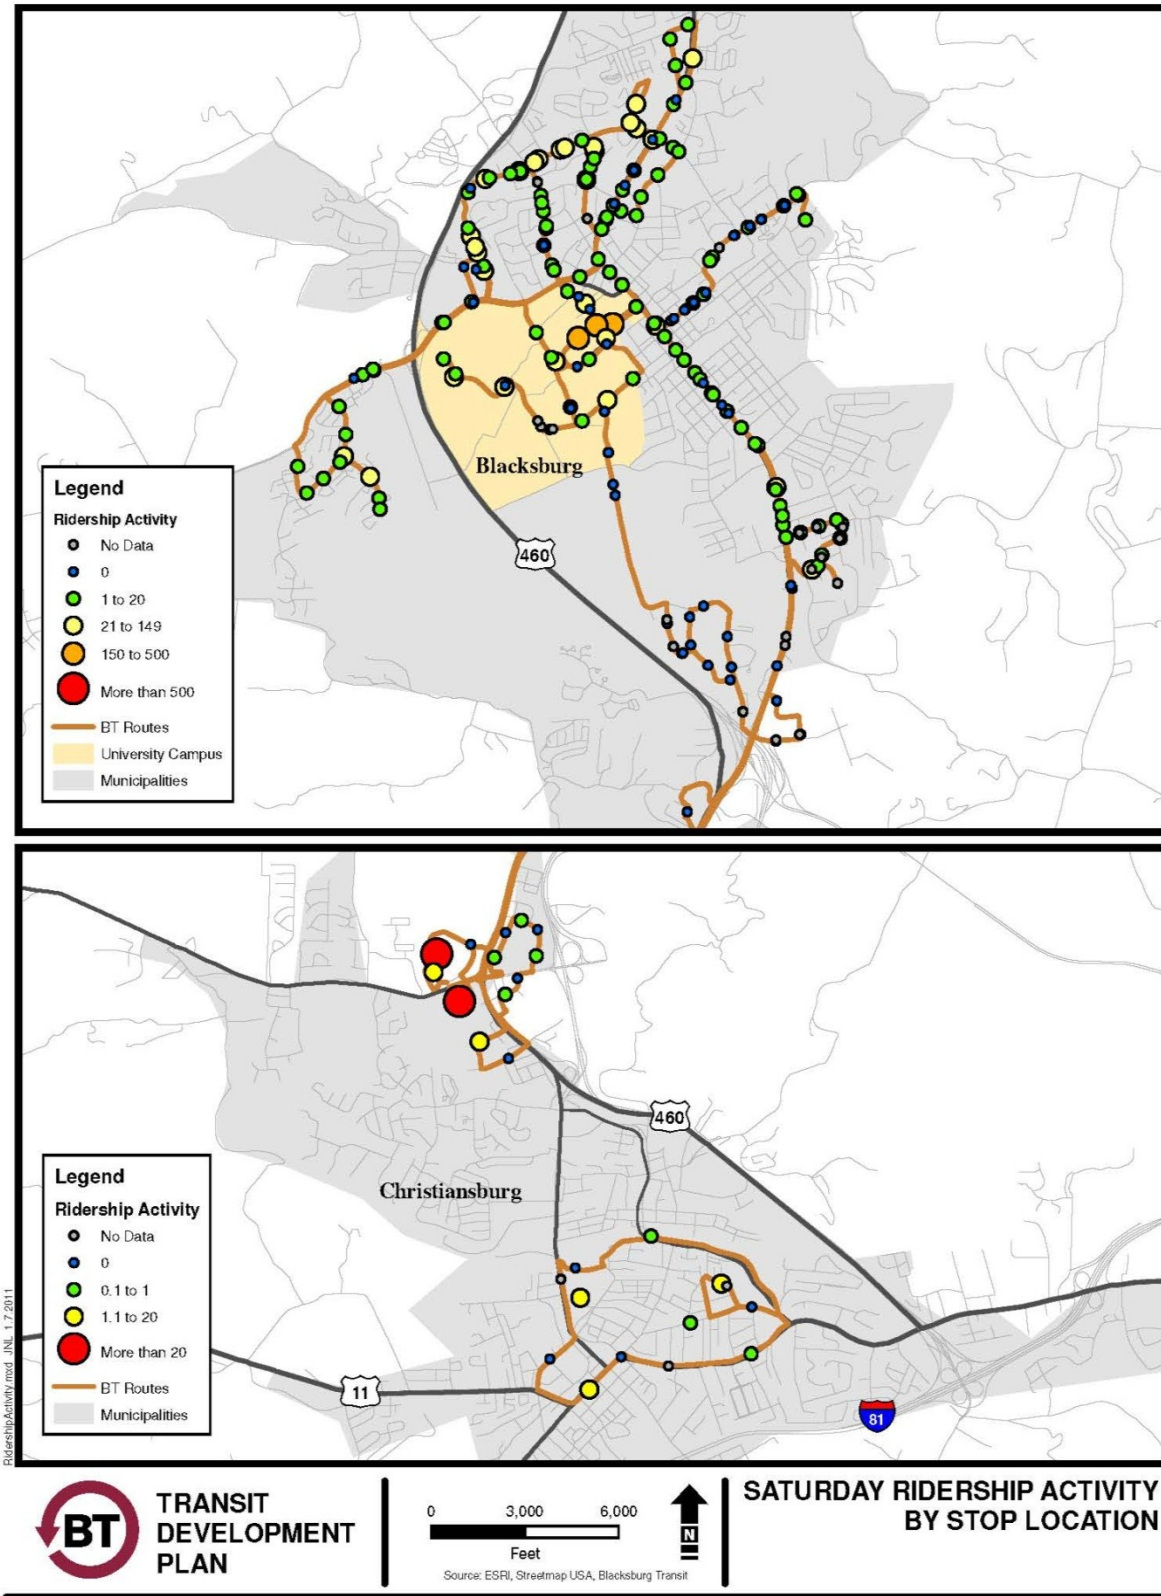 Blacksburg
460
Legend
Ridership Activity
No Data
0
1 to 20
21 to 149
150 to 500
More than 500
BT Routes
University Campus
Municipalities
460
Christiansburg
Legend
Ridership Activity
No Data
0
0.1 to 1
1.1 to 20
More than 20
BT Routes
Municipalities
11
81
RidershipActivity.mxd JNL 1.7.2011
BT
TRANSIT
DEVELOPMENT
PLAN
0 3,000 6,000
Feet
N
Source: ESRI, Streetmap USA, Blacksburg Transit
SATURDAY RIDERSHIP ACTIVITY
BY STOP LOCATION